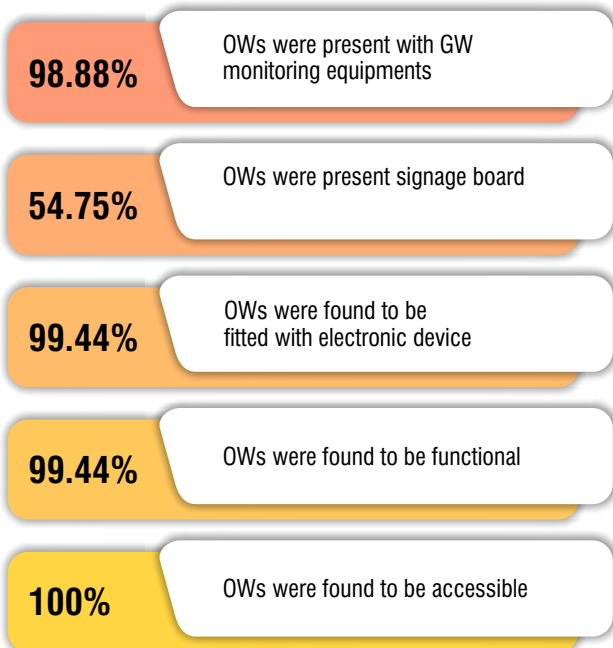 98.88%
OWs were present with GW
monitoring equipments
54.75%
OWs were present signage board
99.44%
OWs were found to be
fitted with electronic device
99.44%
OWs were found to be functional
100%
OWs were found to be accessible